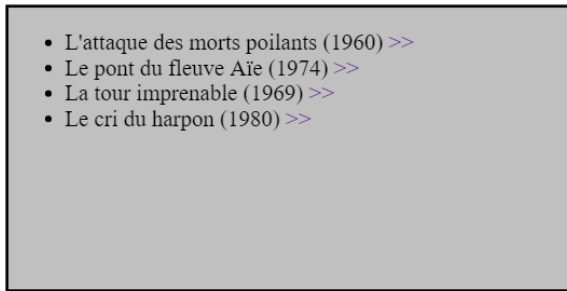 L'attaque des morts poilants (1960) >>
Le pont du fleuve Aïe (1974) >>
La tour imprenable (1969) >>
Le cri du harpon (1980) >>